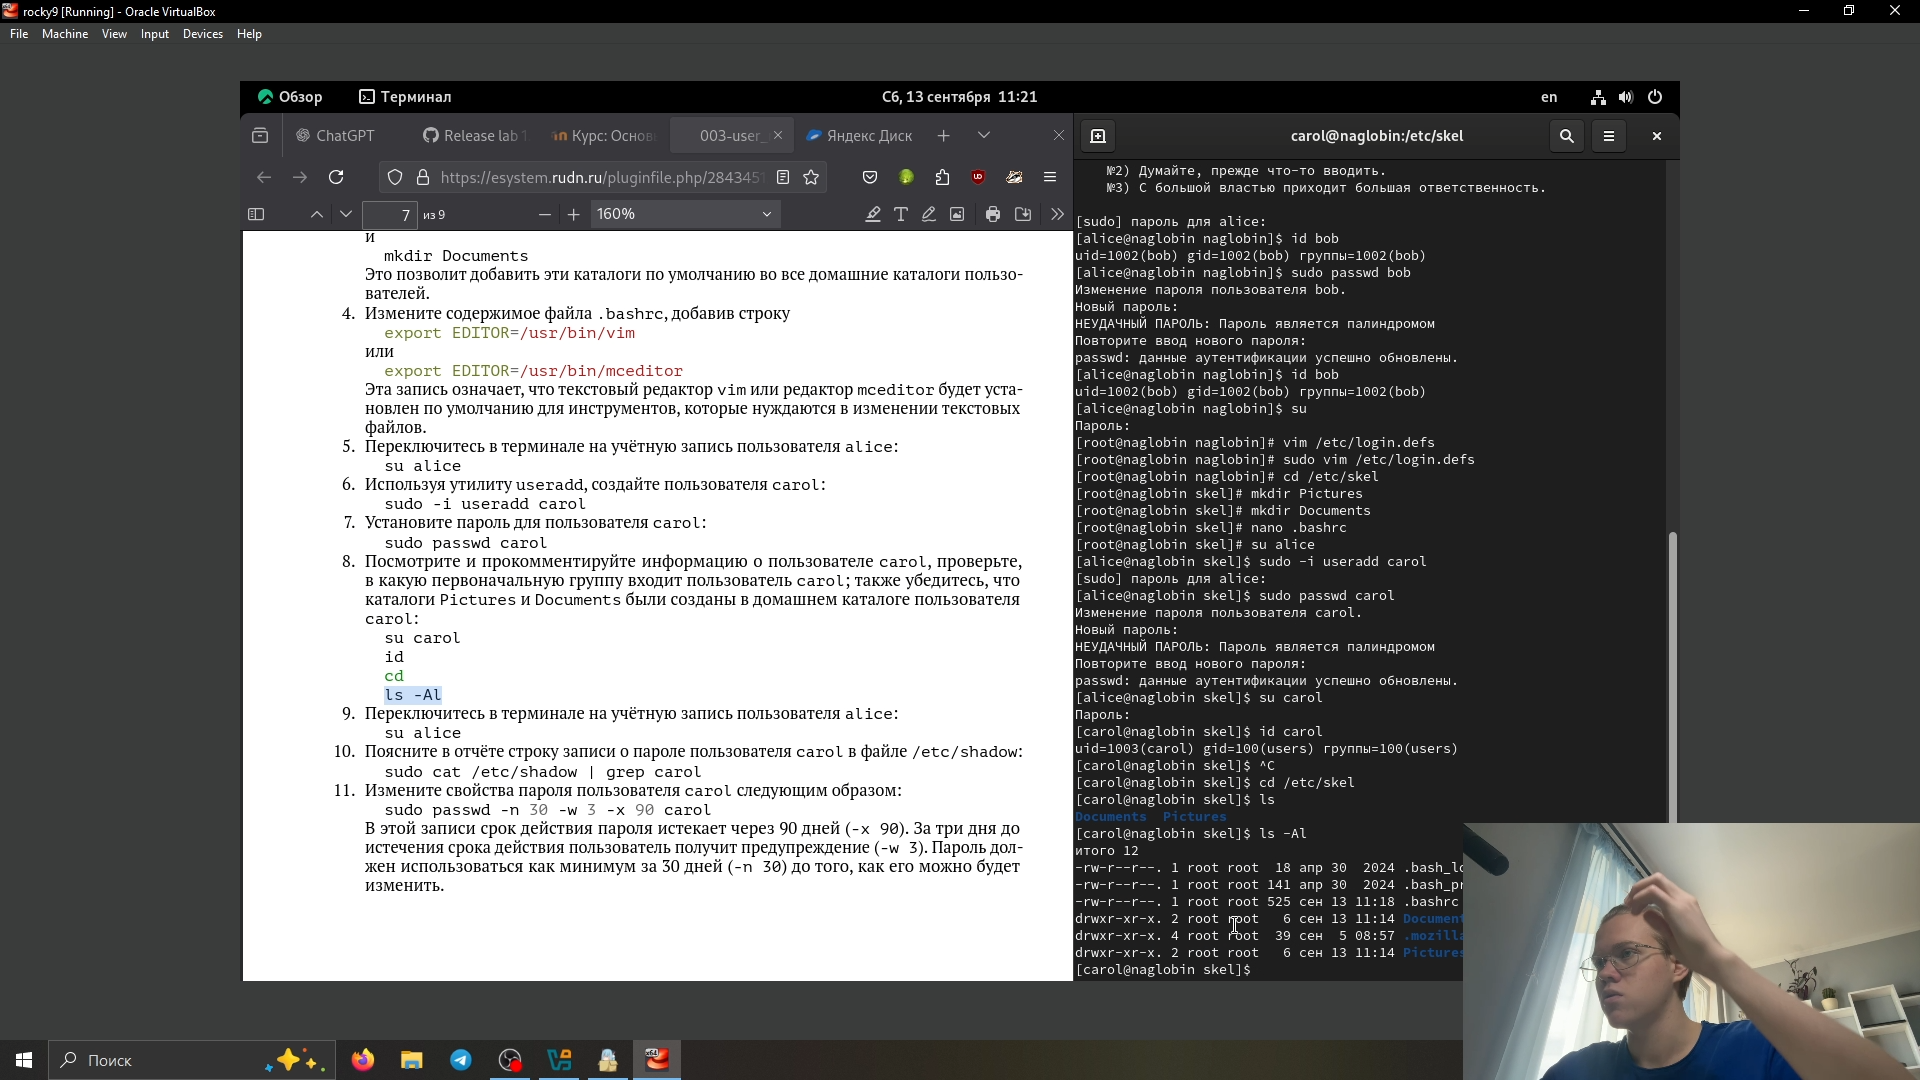 rocky9 [Running] - Oracle VirtualBox
File Machine View Input Devices Help
Обзор Терминал Сб, 13 сентября 11:21 en
ChatGPT Release lab 1 Курс: Основ 003-user_ Яндекс Диск
https://esystem.rudn.ru/pluginfile.php/2843451
7 из 9 160%
и
mkdir Documents
Это позволит добавить эти каталоги по умолчанию во все домашние каталоги пользо-
вателей.
4. Измените содержимое файла .bashrc, добавив строку
export EDITOR=/usr/bin/vim
или
export EDITOR=/usr/bin/mceditor
Эта запись означает, что текстовый редактор vim или редактор mceditor будет уста-
новлен по умолчанию для инструментов, которые нуждаются в изменении текстовых
файлов.
5. Переключитесь в терминале на учётную запись пользователя alice:
su alice
6. Используя утилиту useradd, создайте пользователя carol:
sudo -i useradd carol
7. Установите пароль для пользователя carol:
sudo passwd carol
8. Посмотрите и прокомментируйте информацию о пользователе carol, проверьте,
в какую первоначальную группу входит пользователь carol; также убедитесь, что
каталоги Pictures и Documents были созданы в домашнем каталоге пользователя
carol:
su carol
id
cd
ls -Al
9. Переключитесь в терминале на учётную запись пользователя alice:
su alice
10. Поясните в отчёте строку записи о пароле пользователя carol в файле /etc/shadow:
sudo cat /etc/shadow | grep carol
11. Измените свойства пароля пользователя carol следующим образом:
sudo passwd -n 30 -w 3 -x 90 carol
В этой записи срок действия пароля истекает через 90 дней (-x 90). За три дня до
истечения срока действия пользователь получит предупреждение (-w 3). Пароль дол-
жен использоваться как минимум за 30 дней (-n 30) до того, как его можно будет
изменить.
carol@naglobin:/etc/skel
№2) Думайте, прежде что-то вводить.
№3) С большой властью приходит большая ответственность.
[sudo] пароль для alice:
[alice@naglobin naglobin]$ id bob
uid=1002(bob) gid=1002(bob) группы=1002(bob)
[alice@naglobin naglobin]$ sudo passwd bob
Изменение пароля пользователя bob.
Новый пароль:
НЕУДАЧНЫЙ ПАРОЛЬ: Пароль является палиндромом
Повторите ввод нового пароля:
passwd: данные аутентификации успешно обновлены.
[alice@naglobin naglobin]$ id bob
uid=1002(bob) gid=1002(bob) группы=1002(bob)
[alice@naglobin naglobin]$ su
Пароль:
[root@naglobin naglobin]# vim /etc/login.defs
[root@naglobin naglobin]# sudo vim /etc/login.defs
[root@naglobin naglobin]# cd /etc/skel
[root@naglobin skel]# mkdir Pictures
[root@naglobin skel]# mkdir Documents
[root@naglobin skel]# nano .bashrc
[root@naglobin skel]# su alice
[alice@naglobin skel]$ sudo -i useradd carol
[sudo] пароль для alice:
[alice@naglobin skel]$ sudo passwd carol
Изменение пароля пользователя carol.
Новый пароль:
НЕУДАЧНЫЙ ПАРОЛЬ: Пароль является палиндромом
Повторите ввод нового пароля:
passwd: данные аутентификации успешно обновлены.
[alice@naglobin skel]$ su carol
Пароль:
[carol@naglobin skel]$ id carol
uid=1003(carol) gid=100(users) группы=100(users)
[carol@naglobin skel]$ ^C
[carol@naglobin skel]$ cd /etc/skel
[carol@naglobin skel]$ ls
Documents Pictures
[carol@naglobin skel]$ ls -Al
итого 12
-rw-r--r--. 1 root root 18 апр 30 2024 .bash_lo
-rw-r--r--. 1 root root 141 апр 30 2024 .bash_pr
-rw-r--r--. 1 root root 525 сен 13 11:18 .bashrc
drwxr-xr-x. 2 root root 6 сен 13 11:14 Document
drwxr-xr-x. 4 root root 39 сен 5 08:57 .mozilla
drwxr-xr-x. 2 root root 6 сен 13 11:14 Pictures
[carol@naglobin skel]$
Поиск